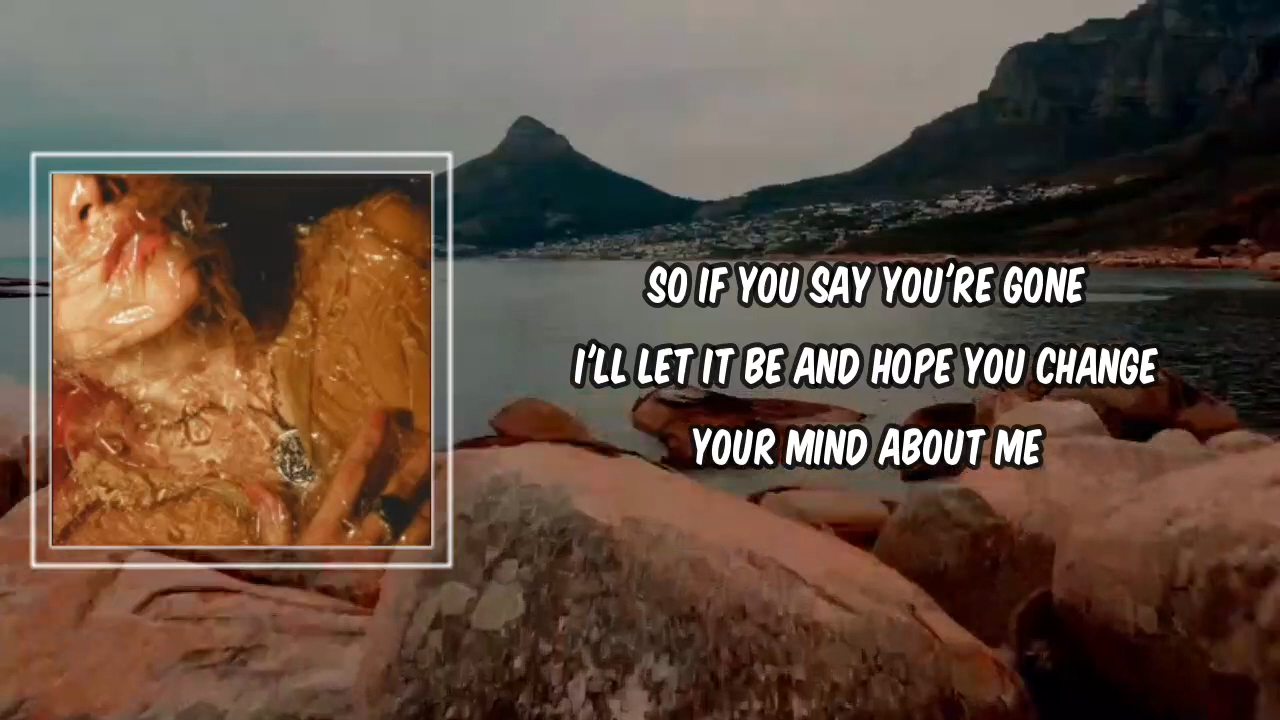 SO IF YOU SAY YOU'RE GONE
I'LL LET IT BE AND HOPE YOU CHANGE
YOUR MIND ABOUT ME